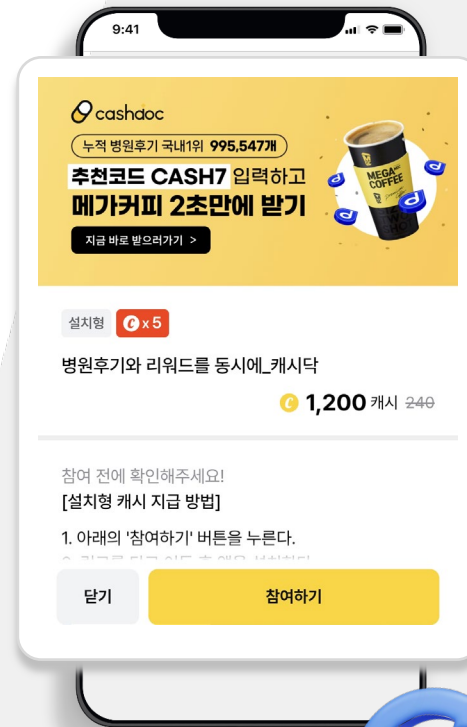 9:41
cashdoc
누적 병원후기 국내1위 995,547개
추천코드 CASH7 입력하고
메가커피 2초만에 받기
지금 바로 받으러가기 >
MEGA
COFFEE
설치형 C x 5
병원후기와 리워드를 동시에_캐시닥
C 1,200 캐시 240
참여 전에 확인해주세요!
[설치형 캐시 지급 방법]
1. 아래의 '참여하기' 버튼을 누른다.
닫기 참여하기